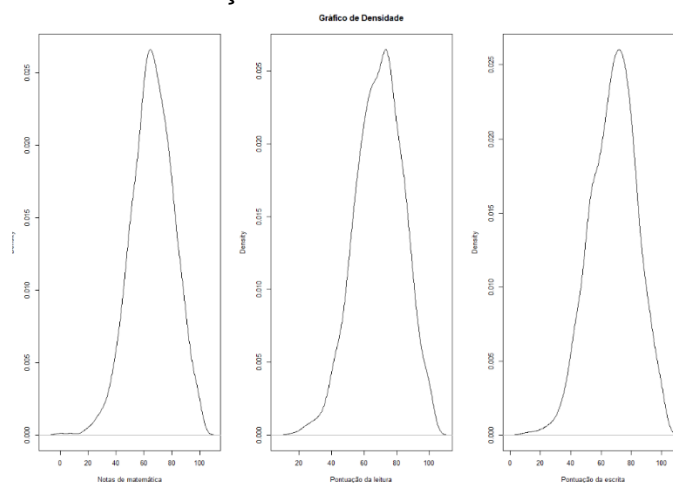 Gráfico de Densidade
0.000 0.005 0.010 0.015 0.020 0.025
0 20 40 60 80 100
Notas de matemática
Density
0.000 0.005 0.010 0.015 0.020 0.025
20 40 60 80 100
Pontuação da leitura
Density
0.000 0.005 0.010 0.015 0.020 0.025
0 20 40 60 80
Pontuação da escrita